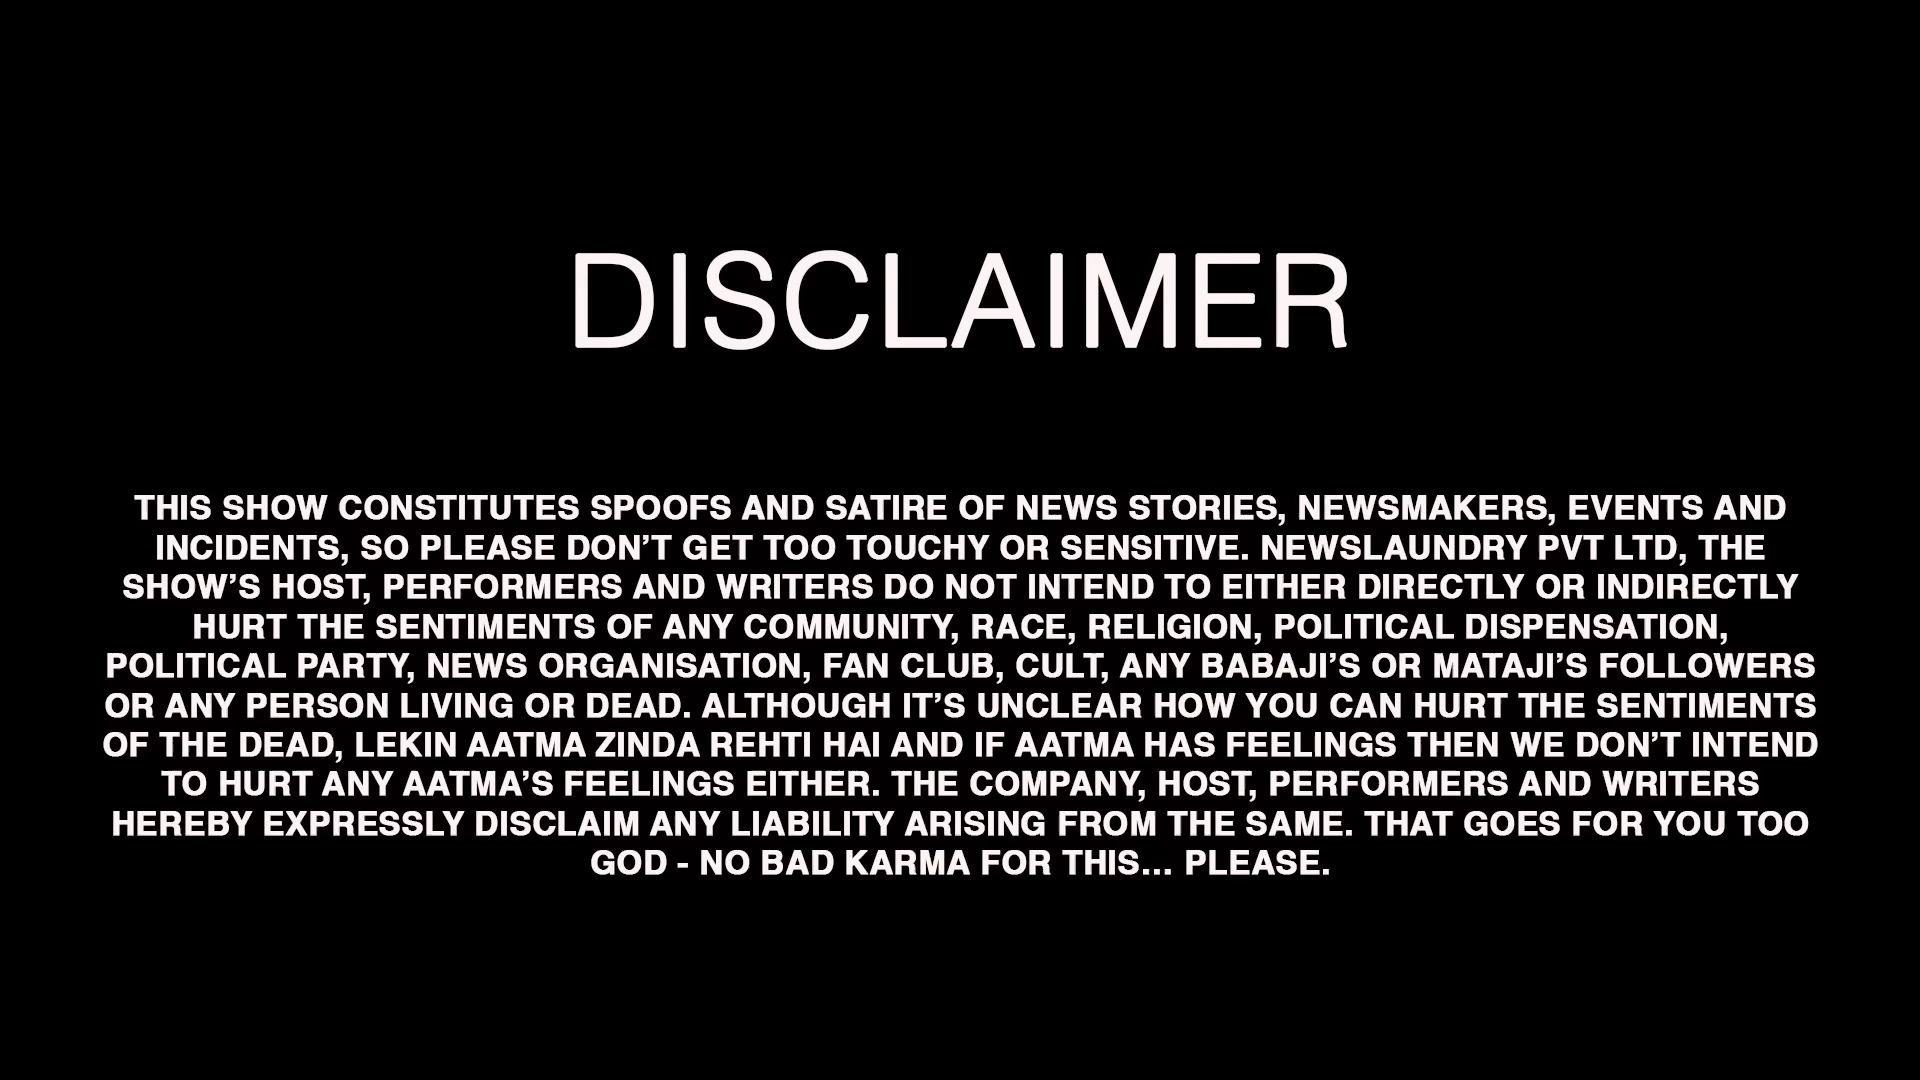 DISCLAIMER
THIS SHOW CONSTITUTES SPOOFS AND SATIRE OF NEWS STORIES, NEWSMAKERS, EVENTS AND
INCIDENTS, SO PLEASE DON’T GET TOO TOUCHY OR SENSITIVE. NEWSLAUNDRY PVT LTD, THE
SHOW’S HOST, PERFORMERS AND WRITERS DO NOT INTEND TO EITHER DIRECTLY OR INDIRECTLY
HURT THE SENTIMENTS OF ANY COMMUNITY, RACE, RELIGION, POLITICAL DISPENSATION,
POLITICAL PARTY, NEWS ORGANISATION, FAN CLUB, CULT, ANY BABAJI’S OR MATAJI’S FOLLOWERS
OR ANY PERSON LIVING OR DEAD. ALTHOUGH IT’S UNCLEAR HOW YOU CAN HURT THE SENTIMENTS
OF THE DEAD, LEKIN AATMA ZINDA REHTI HAI AND IF AATMA HAS FEELINGS THEN WE DON’T INTEND
TO HURT ANY AATMA’S FEELINGS EITHER. THE COMPANY, HOST, PERFORMERS AND WRITERS
HEREBY EXPRESSLY DISCLAIM ANY LIABILITY ARISING FROM THE SAME. THAT GOES FOR YOU TOO
GOD - NO BAD KARMA FOR THIS... PLEASE.